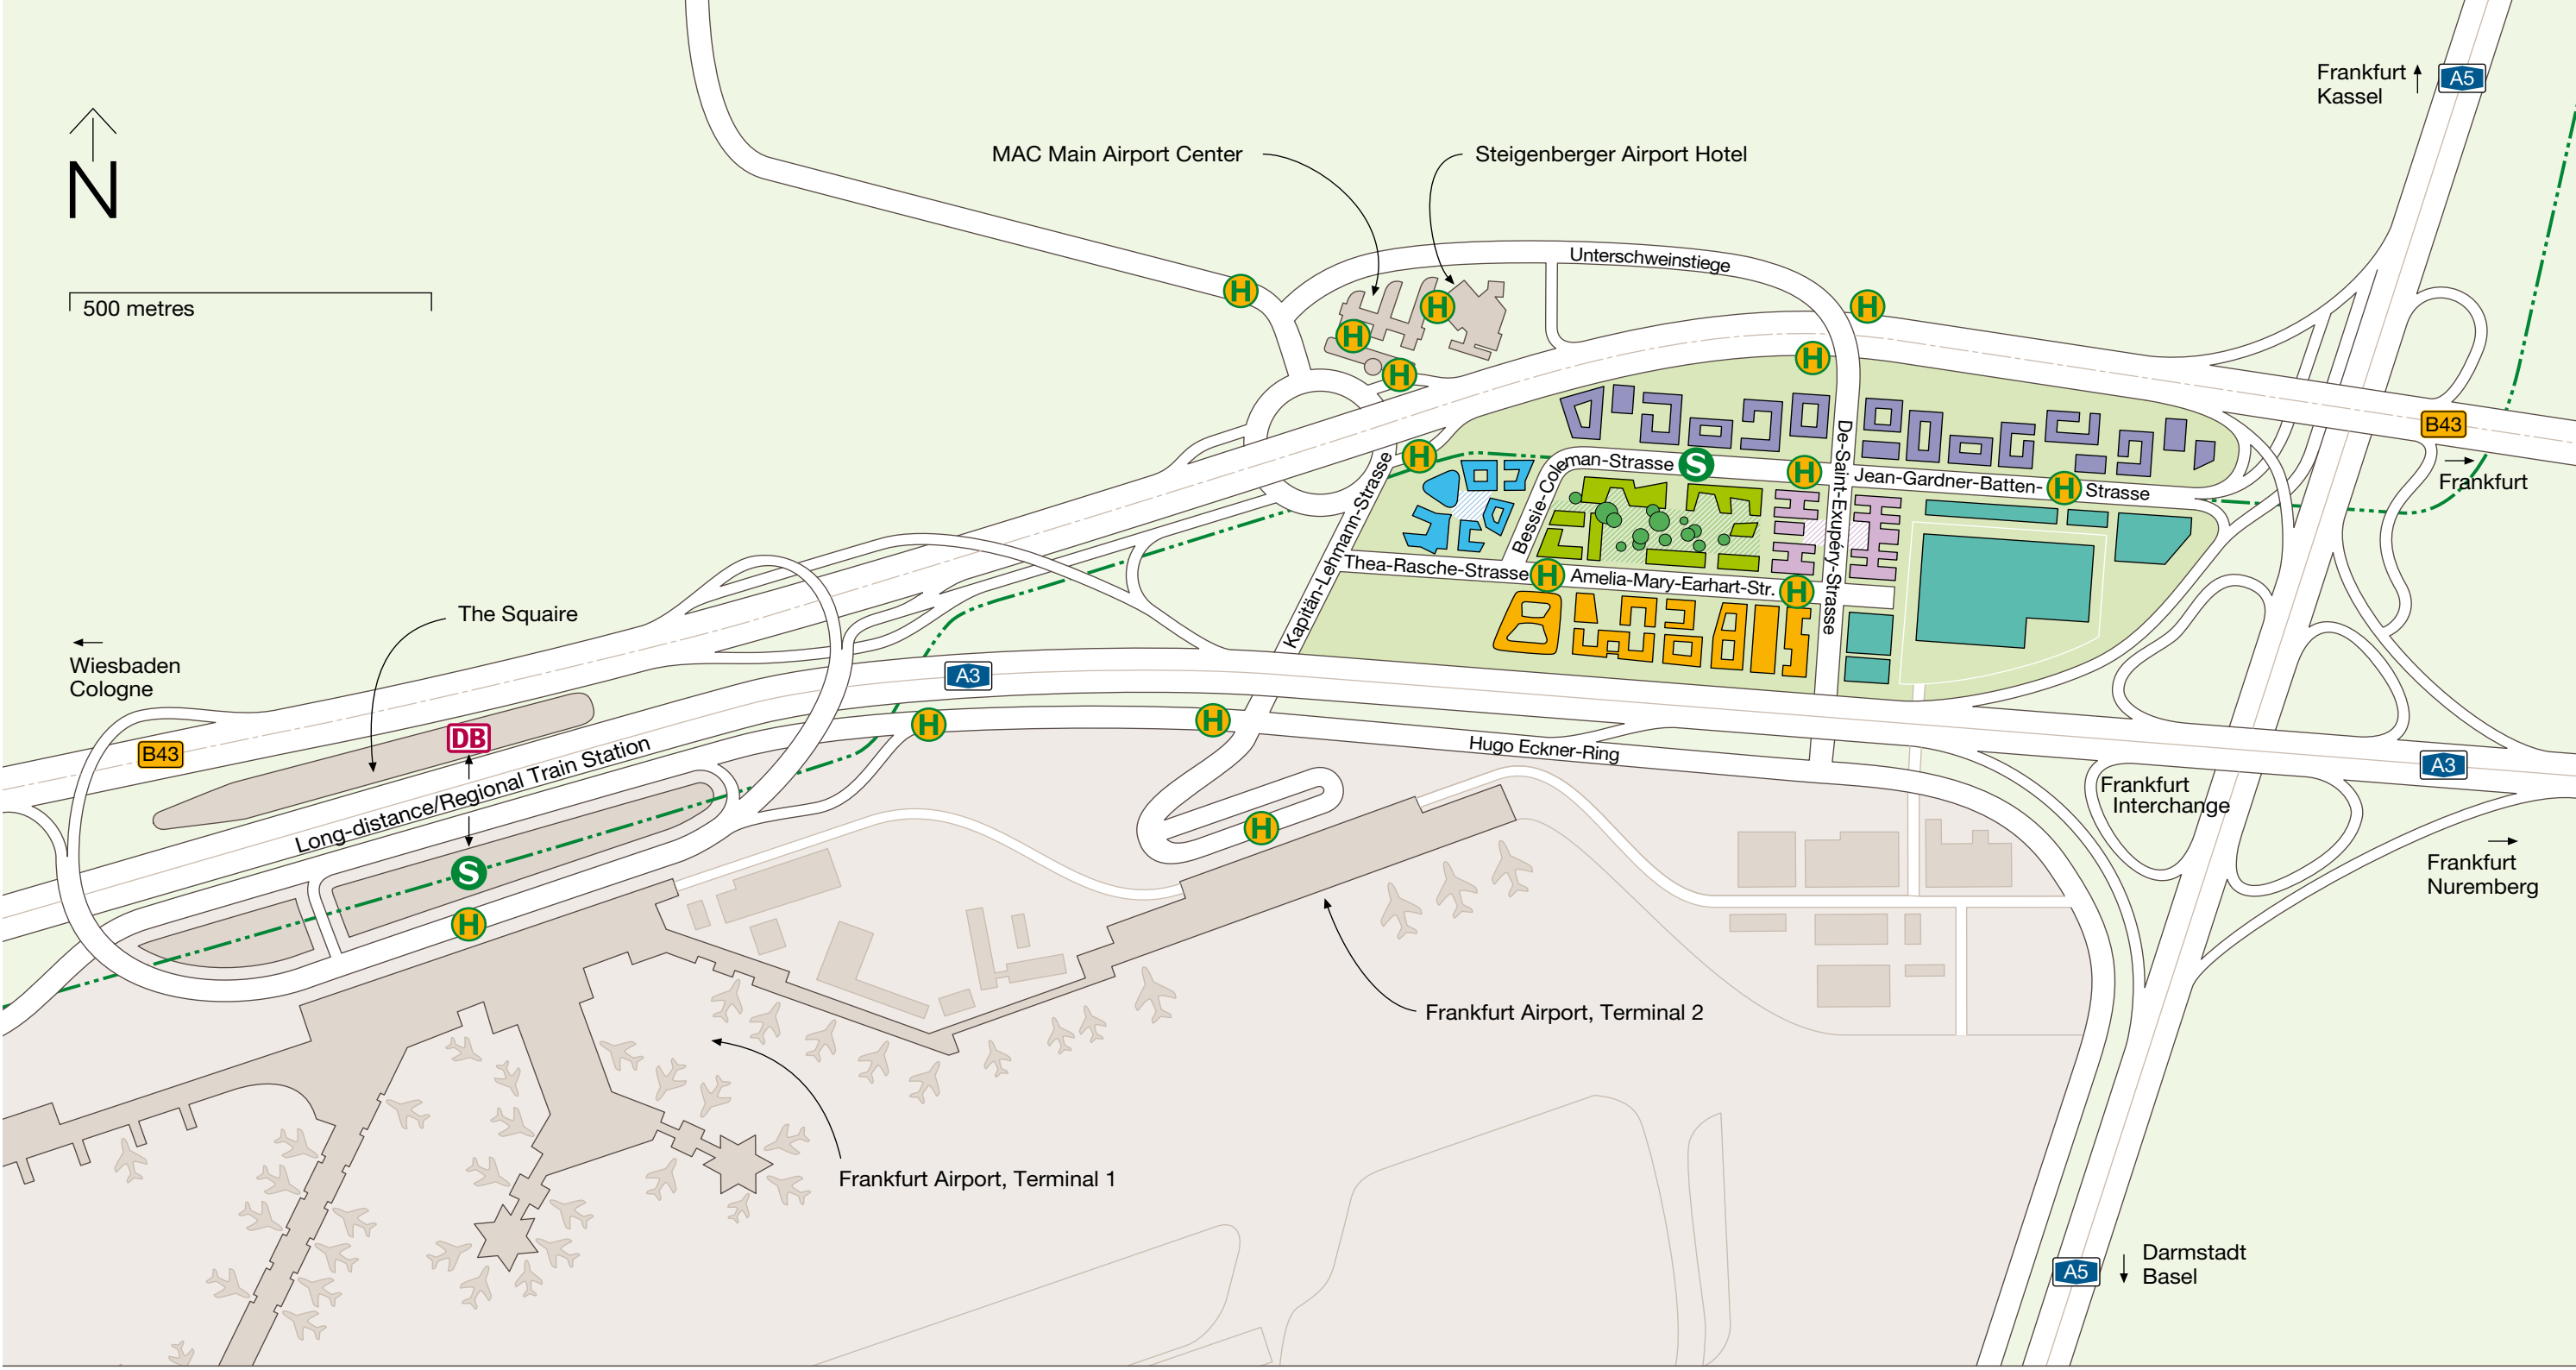 Frankfurt
Kassel
A5
N
MAC Main Airport Center
Steigenberger Airport Hotel
Unterschweinstiege
H
H
500 metres
H
H
H
H
B43
H
Frankfurt
Bessie-Coleman-Strasse
S
H
De-Saint-Exupéry-Strasse
Jean-Gardner-Batten-
H
Strasse
Kapitän-Lehmann-Strasse
Thea-Rasche-Strasse
H
Amelia-Mary-Earhart-Str.
H
The Squaire
Wiesbaden
Cologne
A3
B43
DB
H
H
Long-distance/Regional Train Station
Hugo Eckner-Ring
A3
Frankfurt
Interchange
H
S
H
Frankfurt
Nuremberg
Frankfurt Airport, Terminal 2
Frankfurt Airport, Terminal 1
A5
Darmstadt
Basel